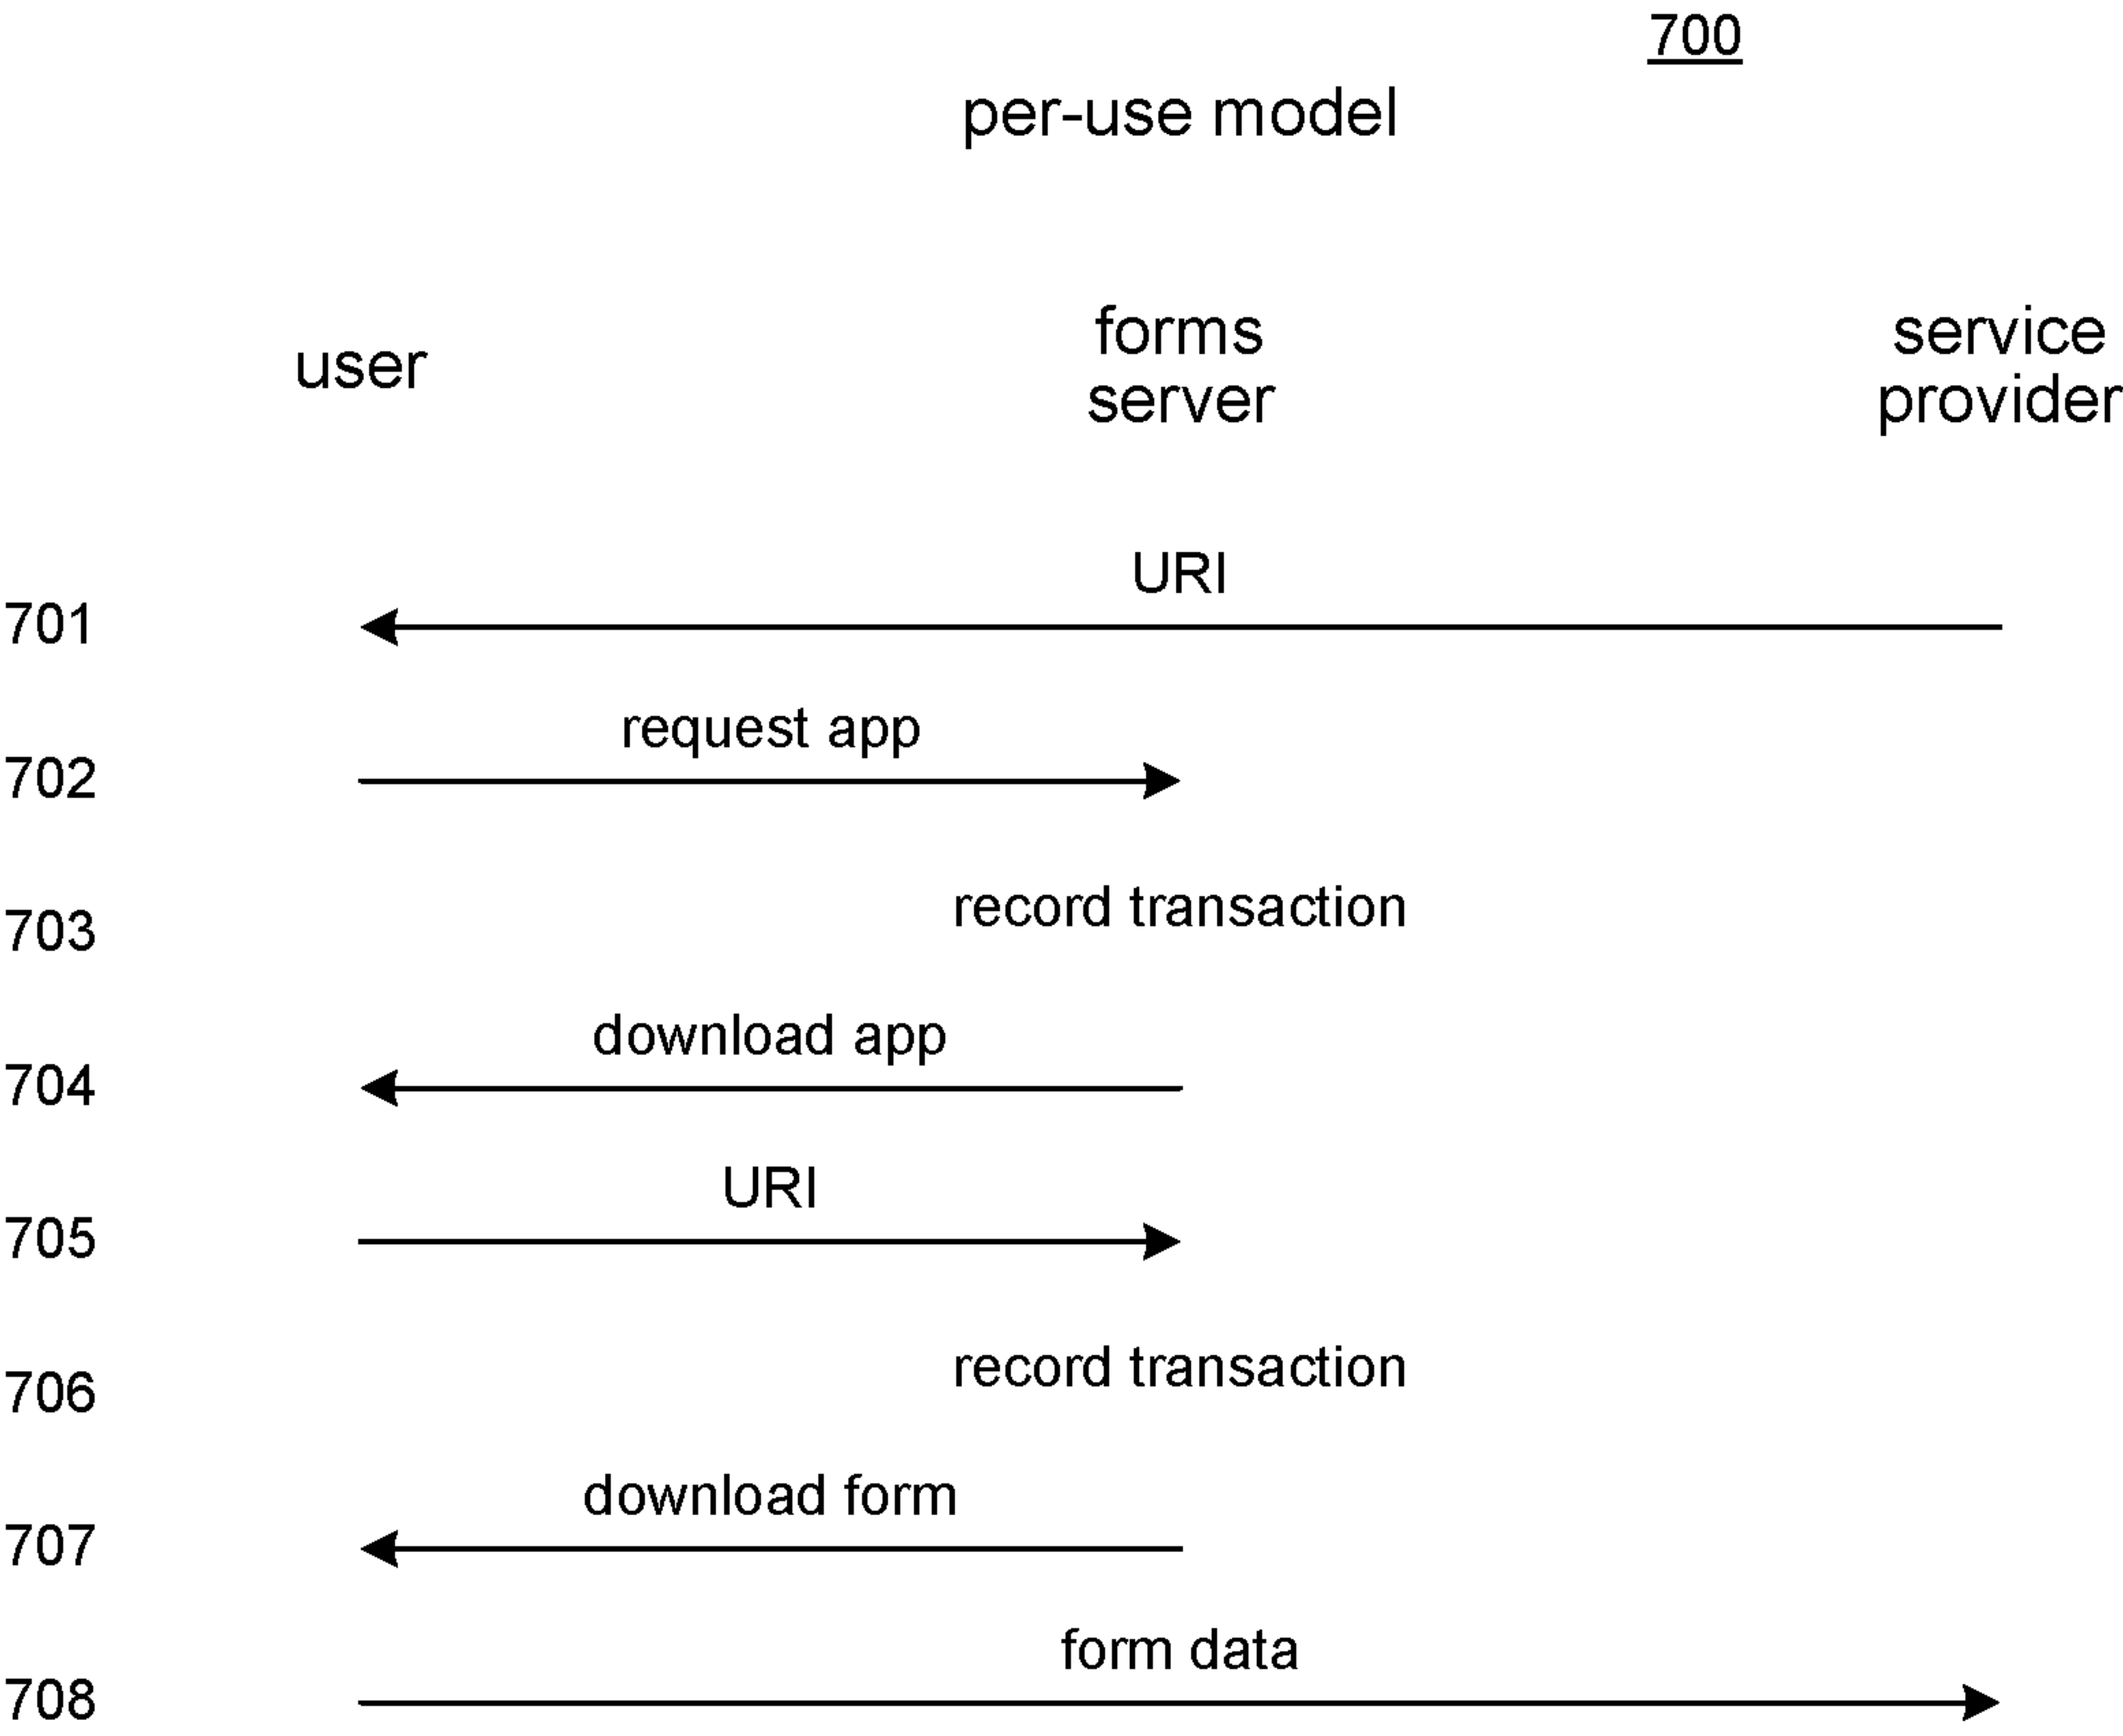 700
per-use model
user
forms
server
service
provider
URI
701
request app
702
record transaction
703
download app
704
URI
705
record transaction
706
download form
707
form data
708